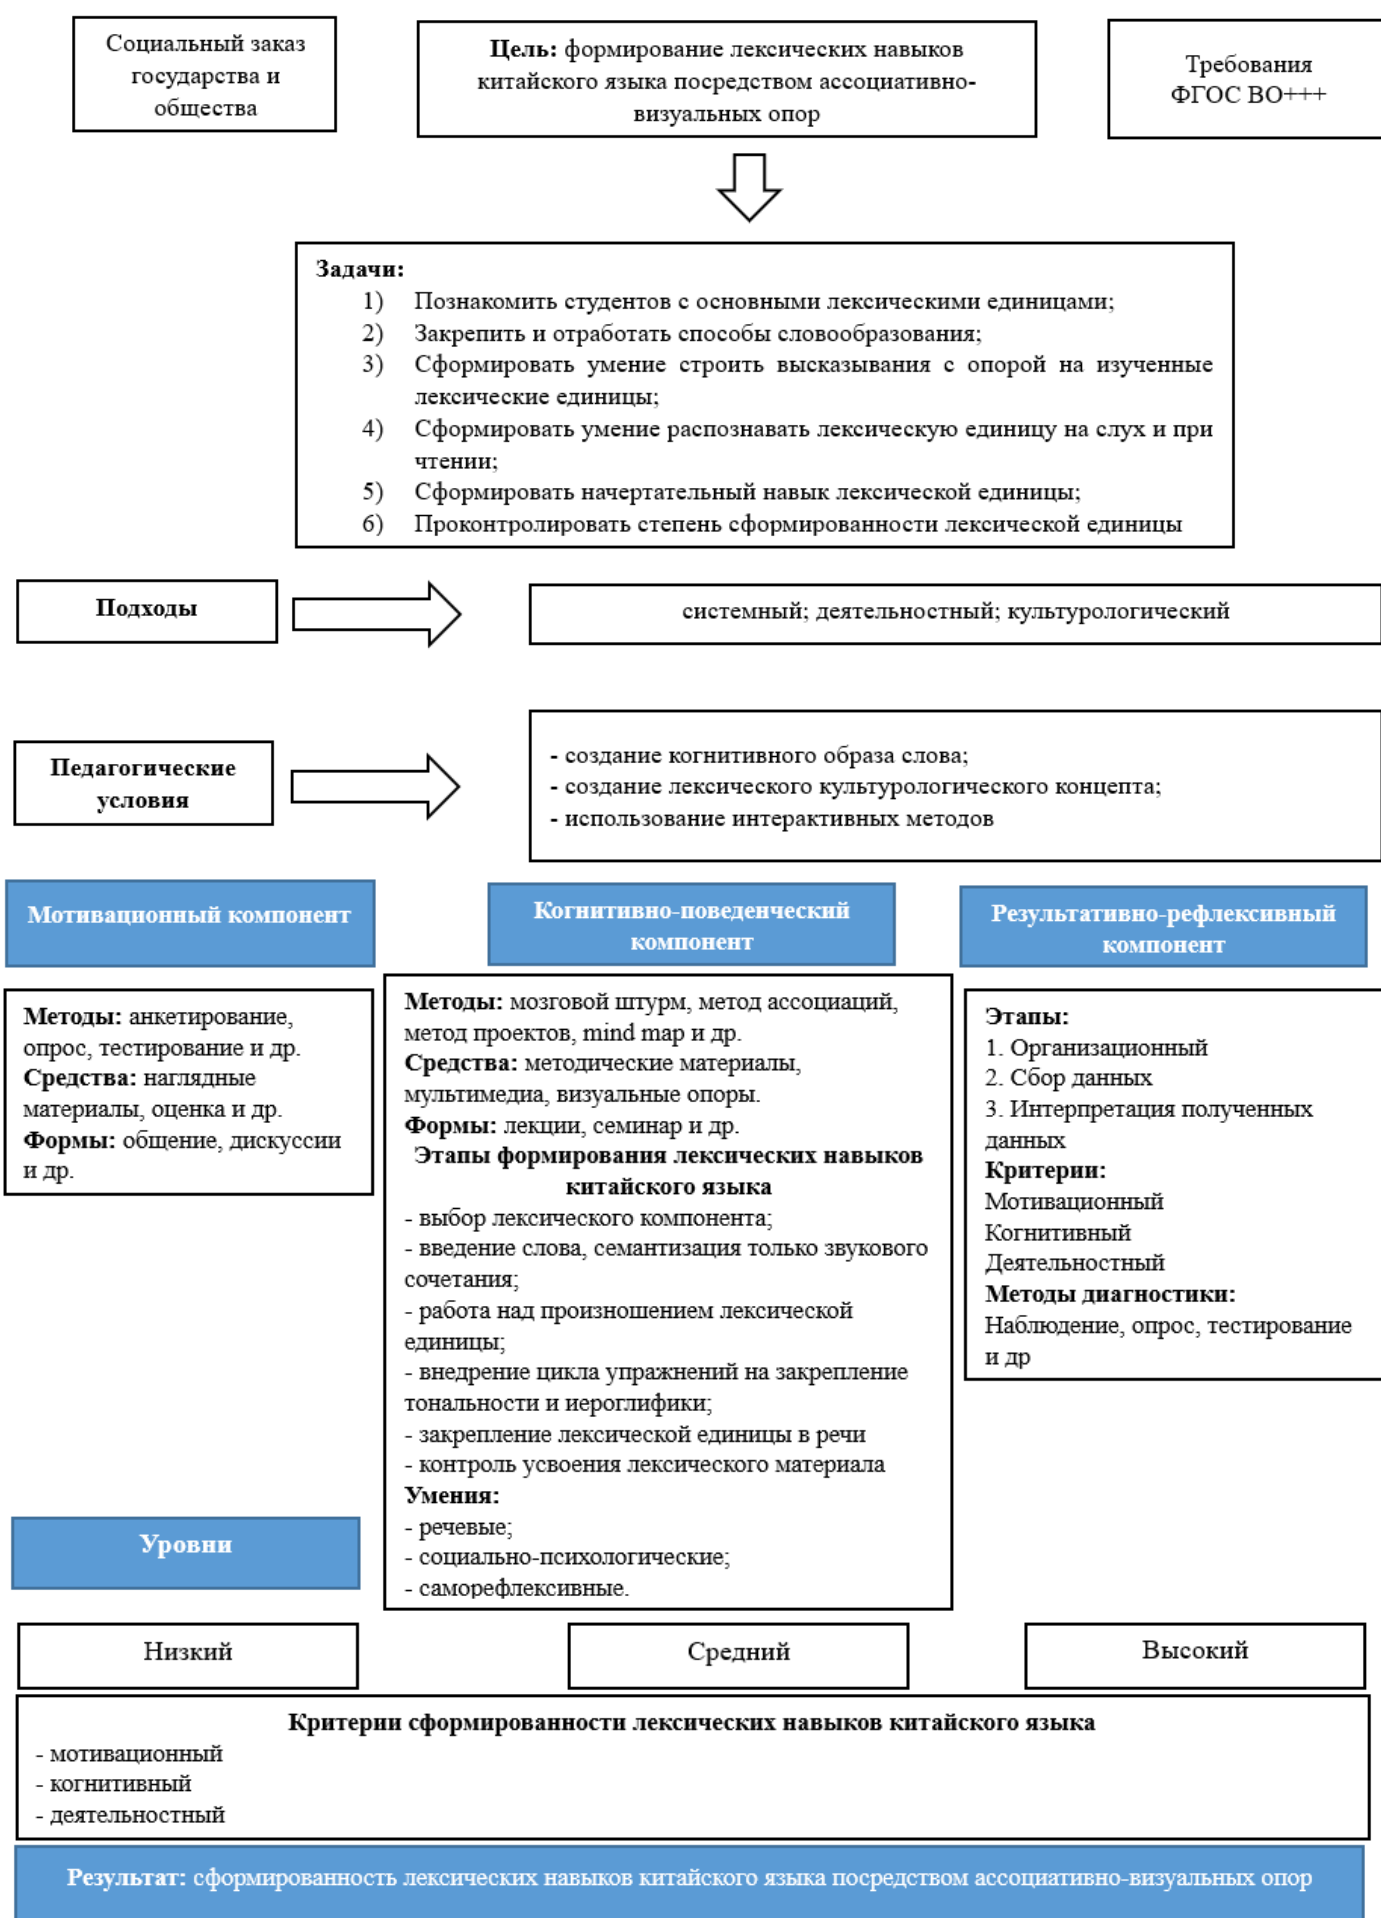 Социальный заказ
государства и
общества
Цель: формирование лексических навыков
китайского языка посредством ассоциативно-
визуальных опор
Требования
ФГОС ВО+++
Задачи:
1) Познакомить студентов с основными лексическими единицами;
2) Закрепить и отработать способы словообразования;
3) Сформировать умение строить высказывания с опорой на изученные
лексические единицы;
4) Сформировать умение распознавать лексическую единицу на слух и при
чтении;
5) Сформировать начертательный навык лексической единицы;
6) Проконтролировать степень сформированности лексической единицы
Подходы
системный; деятельностный; культурологический
Педагогические
условия
- создание когнитивного образа слова;
- создание лексического культурологического концепта;
- использование интерактивных методов
Мотивационный компонент
Когнитивно-поведенческий
компонент
Результативно-рефлексивный
компонент
Методы: анкетирование,
опрос, тестирование и др.
Средства: наглядные
материалы, оценка и др.
Формы: общение, дискуссии
и др.
Методы: мозговой штурм, метод ассоциаций,
метод проектов, mind map и др.
Средства: методические материалы,
мультимедиа, визуальные опоры.
Формы: лекции, семинар и др.
Этапы формирования лексических навыков
китайского языка
- выбор лексического компонента;
- введение слова, семантизация только звукового
сочетания;
- работа над произношением лексической
единицы;
- внедрение цикла упражнений на закрепление
тональности и иероглифики;
- закрепление лексической единицы в речи
- контроль усвоения лексического материала
Умения:
- речевые;
- социально-психологические;
- саморефлексивные.
Этапы:
1. Организационный
2. Сбор данных
3. Интерпретация полученных
данных
Критерии:
Мотивационный
Когнитивный
Деятельностный
Методы диагностики:
Наблюдение, опрос, тестирование
и др
Уровни
Низкий
Средний
Высокий
Критерии сформированности лексических навыков китайского языка
- мотивационный
- когнитивный
- деятельностный
Результат: сформированность лексических навыков китайского языка посредством ассоциативно-визуальных опор